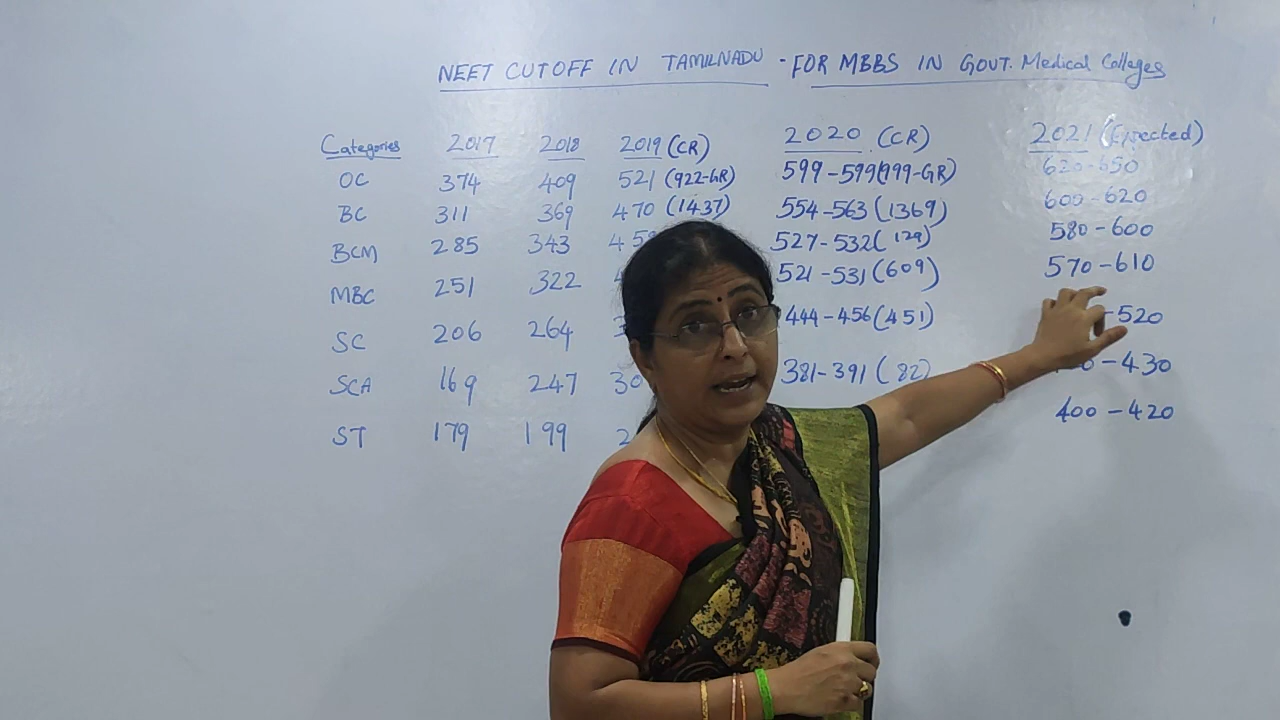 NEET CUTOFF IN TAMILNADU - FOR MBBS IN GOVT. Medical Colleges
Categories 2017 2018 2019 (CR) 2020 (CR) 2021 (Expected)
OC 374 409 521 (922-GR) 599-599(999-GR) 620-650
BC 311 369 470 (1437) 554-563 (1369) 600-620
BCM 285 343 527-532( 129) 580-600
MBC 251 322 521-531 (609) 570-610
SC 206 264 444-456 (451) -520
SCA 169 247 381-391 ( 82) -430
ST 179 199 400-420